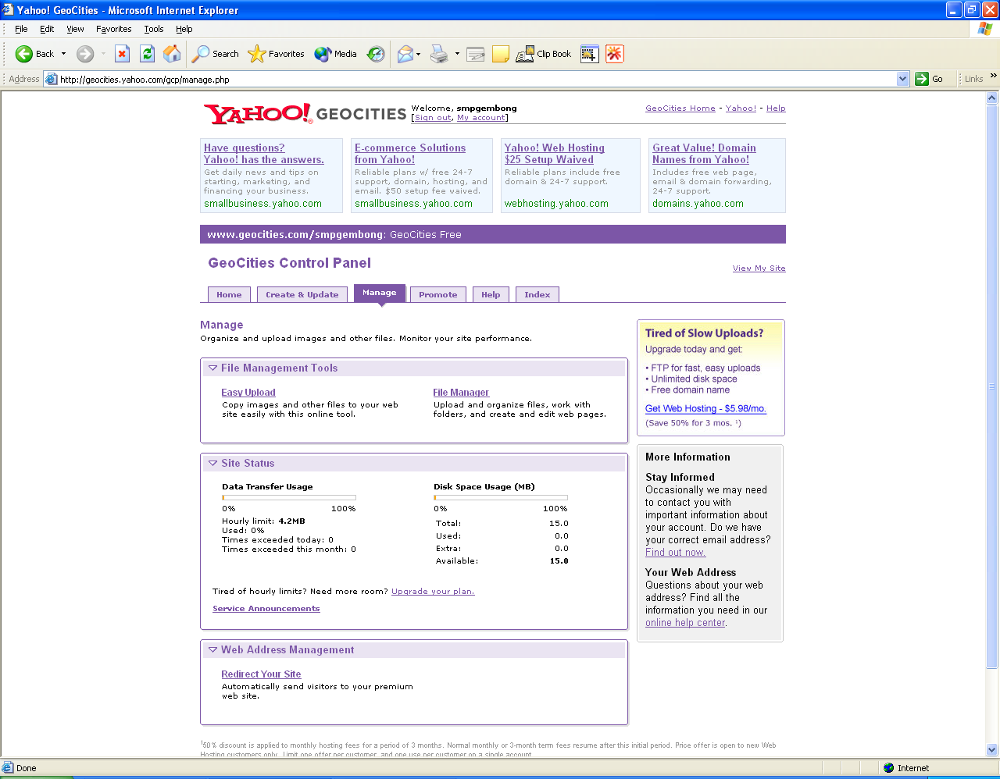 Yahoo! GeoCities - Microsoft Internet Explorer
File Edit View Favorites Tools Help
Back Search Favorites Media Clip Book
Address http://geocities.yahoo.com/gcp/manage.php Go Links »
YAHOO! GEOCITIES
Welcome, smpgembong
[Sign out, My account]
GeoCities Home - Yahoo! - Help
Have questions?
Yahoo! has the answers.
Get daily news and tips on
starting, marketing, and
financing your business.
smallbusiness.yahoo.com
E-commerce Solutions
from Yahoo!
Reliable plans w/ free 24-7
support, domain, hosting, and
email. $50 setup fee waived.
smallbusiness.yahoo.com
Yahoo! Web Hosting
$25 Setup Waived
Reliable plans include free
domain & 24-7 support.
webhosting.yahoo.com
Great Value! Domain
Names from Yahoo!
Includes free web page,
email & domain forwarding,
24-7 support.
domains.yahoo.com
www.geocities.com/smpgembong: GeoCities Free
GeoCities Control Panel
View My Site
Home Create & Update Manage Promote Help Index
Manage
Organize and upload images and other files. Monitor your site performance.
File Management Tools
Easy Upload
Copy images and other files to your web
site easily with this online tool.
File Manager
Upload and organize files, work with
folders, and create and edit web pages.
Site Status
Data Transfer Usage
0% 100%
Hourly limit: 4.2MB
Used: 0%
Times exceeded today: 0
Times exceeded this month: 0
Disk Space Usage (MB)
0% 100%
Total: 15.0
Used: 0.0
Extra: 0.0
Available: 15.0
Tired of hourly limits? Need more room? Upgrade your plan.
Service Announcements
Web Address Management
Redirect Your Site
Automatically send visitors to your premium
web site.
Tired of Slow Uploads?
Upgrade today and get:
• FTP for fast, easy uploads
• Unlimited disk space
• Free domain name
Get Web Hosting - $5.98/mo.
(Save 50% for 3 mos. ¹)
More Information
Stay Informed
Occasionally we may need
to contact you with
important information about
your account. Do we have
your correct email address?
Find out now.
Your Web Address
Questions about your web
address? Find all the
information you need in our
online help center.
¹50% discount is applied to monthly hosting fees for a period of 3 months. Normal monthly or 3-month term fees resume after this initial period. Price offer is open to new Web
Hosting customers only. Limit one offer per customer, and one use per customer on a single account.
Done Internet